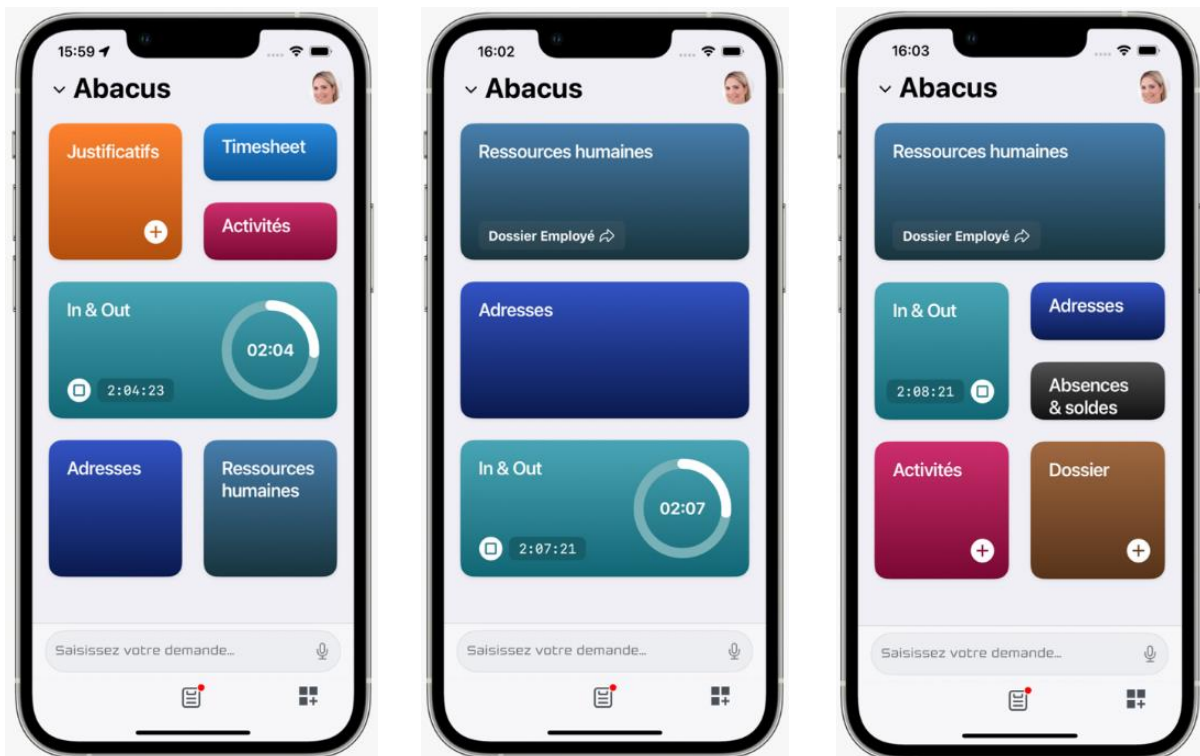 15:59
Abacus
Justificatifs
Timesheet
Activités
In & Out
02:04
2:04:23
Adresses
Ressources
humaines
Saisissez votre demande...
16:02
Abacus
Ressources humaines
Dossier Employé
Adresses
In & Out
02:07
2:07:21
Saisissez votre demande...
16:03
Abacus
Ressources humaines
Dossier Employé
In & Out
2:08:21
Adresses
Absences
& soldes
Activités
Dossier
Saisissez votre demande...